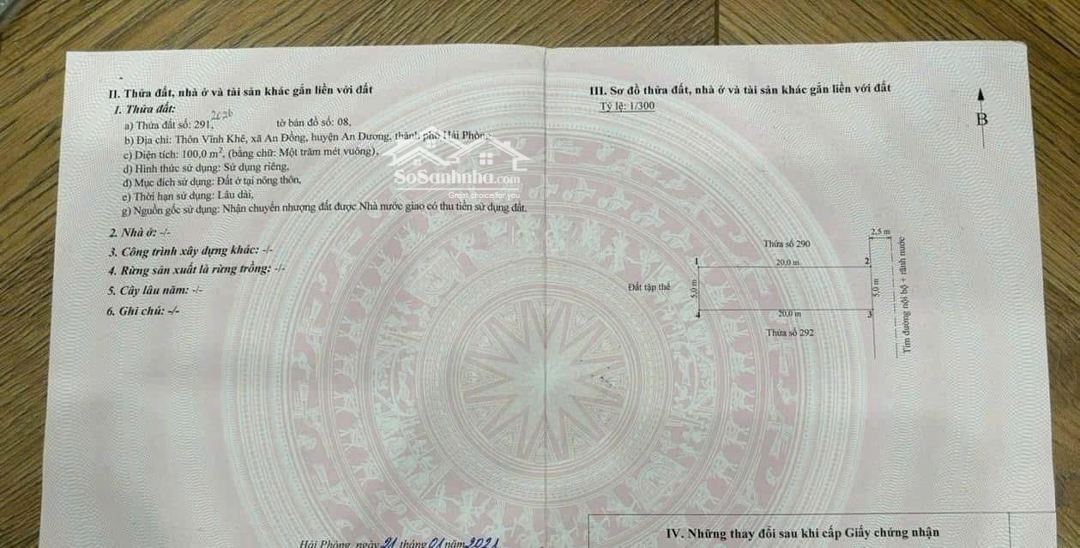 II. Thửa đất, nhà ở và tài sản khác gắn liền với đất
1. Thửa đất:
a) Thửa đất số: 291, tờ bản đồ số: 08,
b) Địa chỉ: Thôn Vĩnh Khê, xã An Đồng, huyện An Dương, thành phố Hải Phòng,
c) Diện tích: 100,0 m², (bằng chữ: Một trăm mét vuông),
d) Hình thức sử dụng: Sử dụng riêng,
đ) Mục đích sử dụng: Đất ở tại nông thôn,
e) Thời hạn sử dụng: Lâu dài,
g) Nguồn gốc sử dụng: Nhận chuyển nhượng đất được Nhà nước giao có thu tiền sử dụng đất.
2. Nhà ở: -/-
3. Công trình xây dựng khác: -/-
4. Rừng sản xuất là rừng trồng: -/-
5. Cây lâu năm: -/-
6. Ghi chú: -/-
Hải Phòng, ngày 21 tháng 01 năm 2021
SoSanhnha.com
Great choice for you
III. Sơ đồ thửa đất, nhà ở và tài sản khác gắn liền với đất
Tỷ lệ: 1/300
B
2,5 m
Thửa số 290
1
20,0 m
2
Đất tập thể
5,0 m
5,0 m
Tim đường nội bộ + rãnh nước
4
20,0 m
3
Thửa số 292
IV. Những thay đổi sau khi cấp Giấy chứng nhận